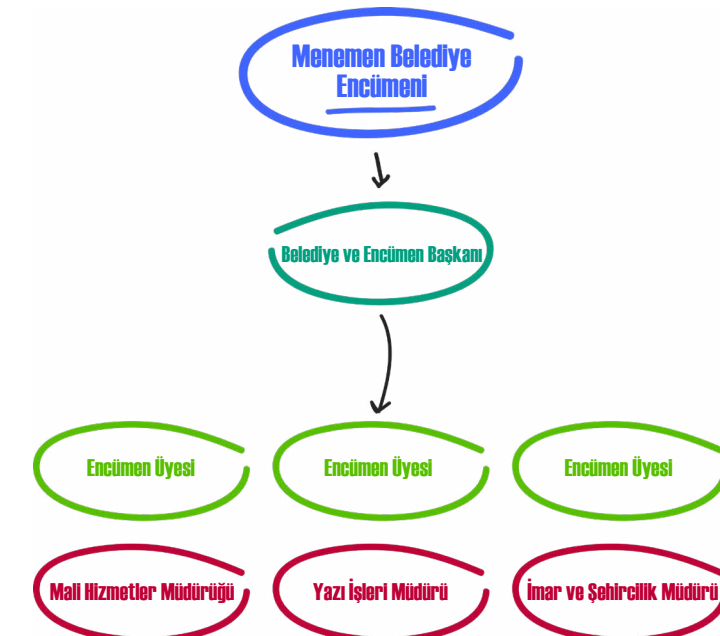 Menemen Belediye
Encümeni
Belediye ve Encümen Başkanı
Encümen Üyesi
Encümen Üyesi
Encümen Üyesi
Mali Hizmetler Müdürüğü
Yazı İşleri Müdürü
İmar ve Şehircilik Müdürü